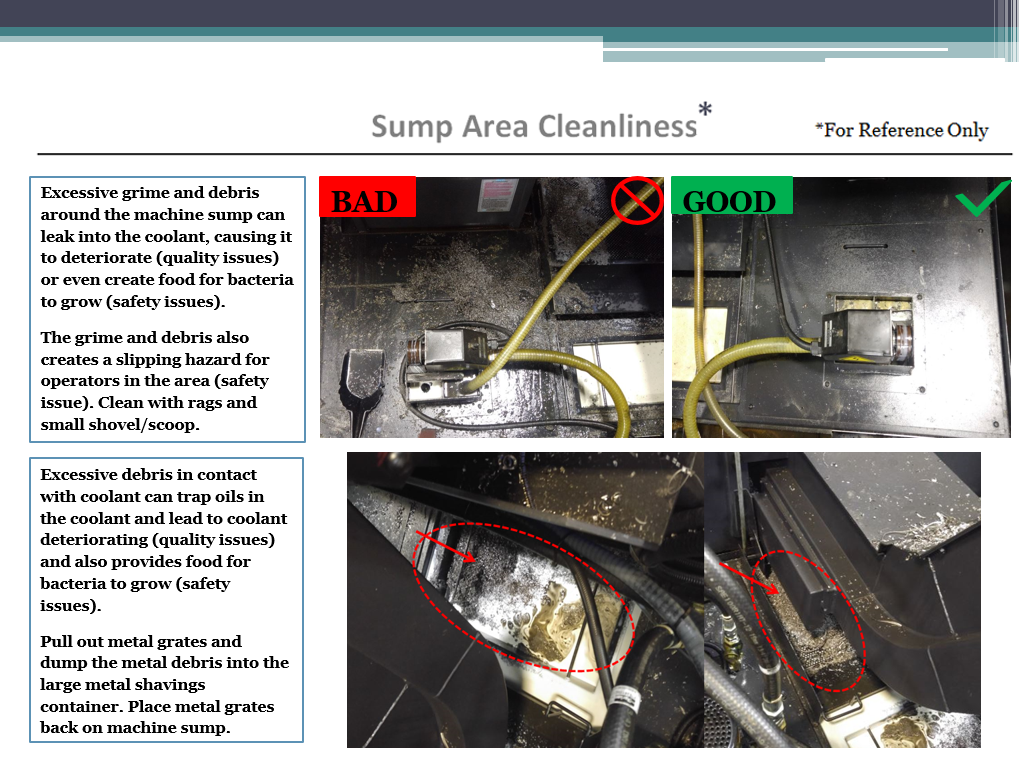 Sump Area Cleanliness*
*For Reference Only
Excessive grime and debris
around the machine sump can
leak into the coolant, causing it
to deteriorate (quality issues)
or even create food for bacteria
to grow (safety issues).
The grime and debris also
creates a slipping hazard for
operators in the area (safety
issue). Clean with rags and
small shovel/scoop.
BAD
GOOD
Excessive debris in contact
with coolant can trap oils in
the coolant and lead to coolant
deteriorating (quality issues)
and also provides food for
bacteria to grow (safety
issues).
Pull out metal grates and
dump the metal debris into the
large metal shavings
container. Place metal grates
back on machine sump.